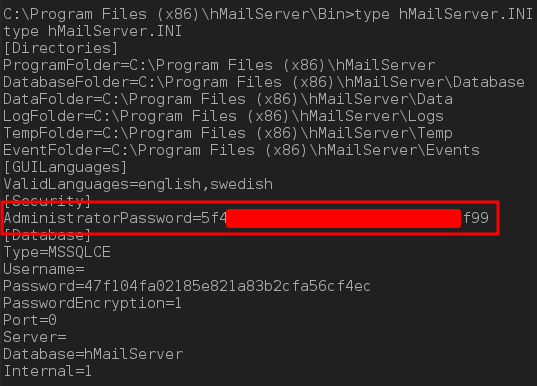 C:\Program Files (x86)\hMailServer\Bin>type hMailServer.INI
type hMailServer.INI
[Directories]
ProgramFolder=C:\Program Files (x86)\hMailServer
DatabaseFolder=C:\Program Files (x86)\hMailServer\Database
DataFolder=C:\Program Files (x86)\hMailServer\Data
LogFolder=C:\Program Files (x86)\hMailServer\Logs
TempFolder=C:\Program Files (x86)\hMailServer\Temp
EventFolder=C:\Program Files (x86)\hMailServer\Events
[GUILanguages]
ValidLanguages=english,swedish
[Security]
AdministratorPassword=5f4 f99
[Database]
Type=MSSQLCE
Username=
Password=47f104fa02185e821a83b2cfa56cf4ec
PasswordEncryption=1
Port=0
Server=
Database=hMailServer
Internal=1